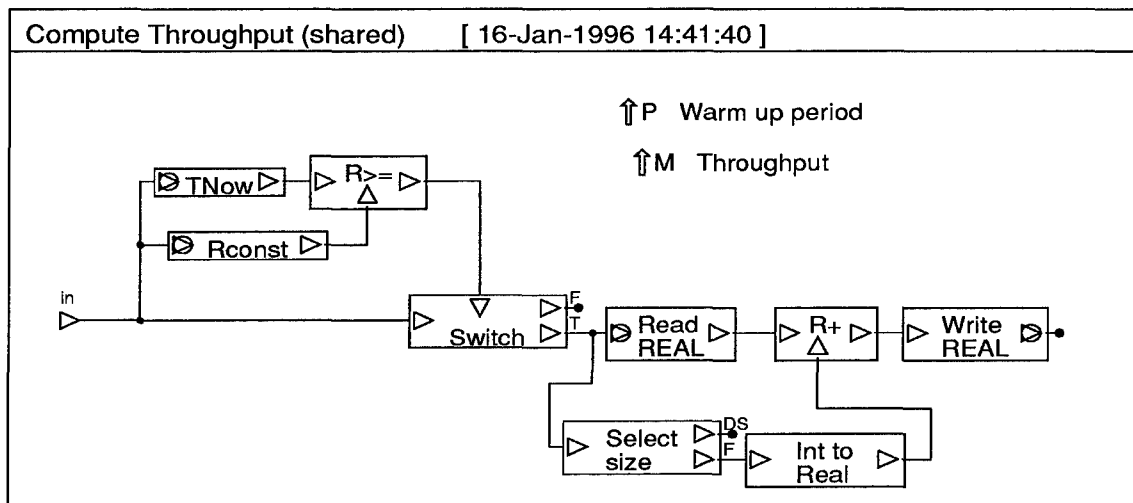 Compute Throughput (shared) [ 16-Jan-1996 14:41:40 ]
⇧P Warm up period
⇧M Throughput
TNow
R>=
Rconst
in
Switch
F
T
Read
REAL
R+
Write
REAL
Select
size
DS
F
Int to
Real